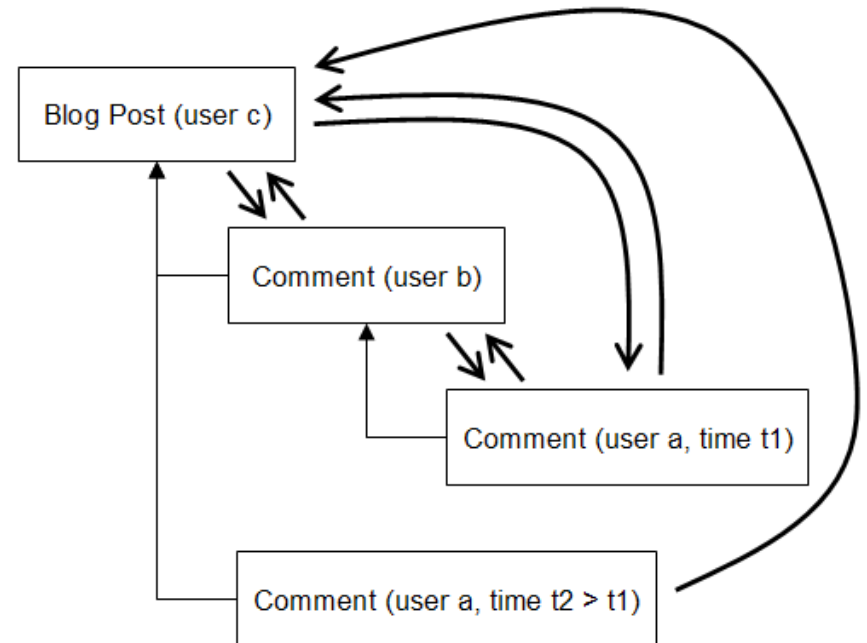 Blog Post (user c)
Comment (user b)
Comment (user a, time t1)
Comment (user a, time t2 > t1)